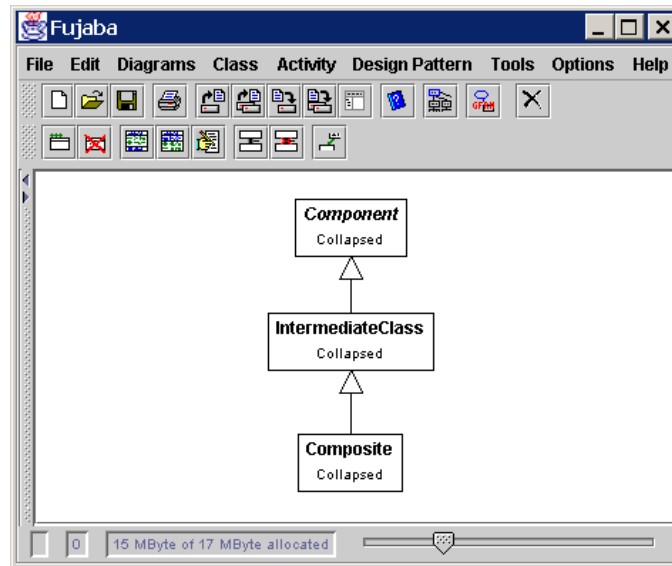 Fujaba
File Edit Diagrams Class Activity Design Pattern Tools Options Help
Component
Collapsed
IntermediateClass
Collapsed
Composite
Collapsed
0 15 MByte of 17 MByte allocated